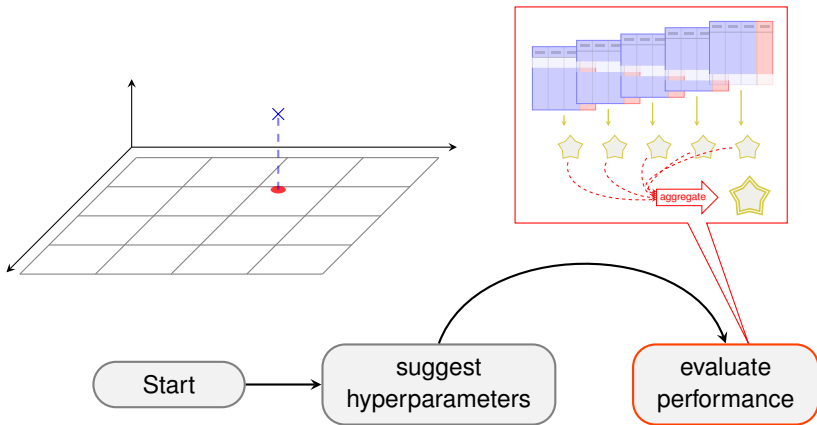 aggregate
Start
suggest
hyperparameters
evaluate
performance